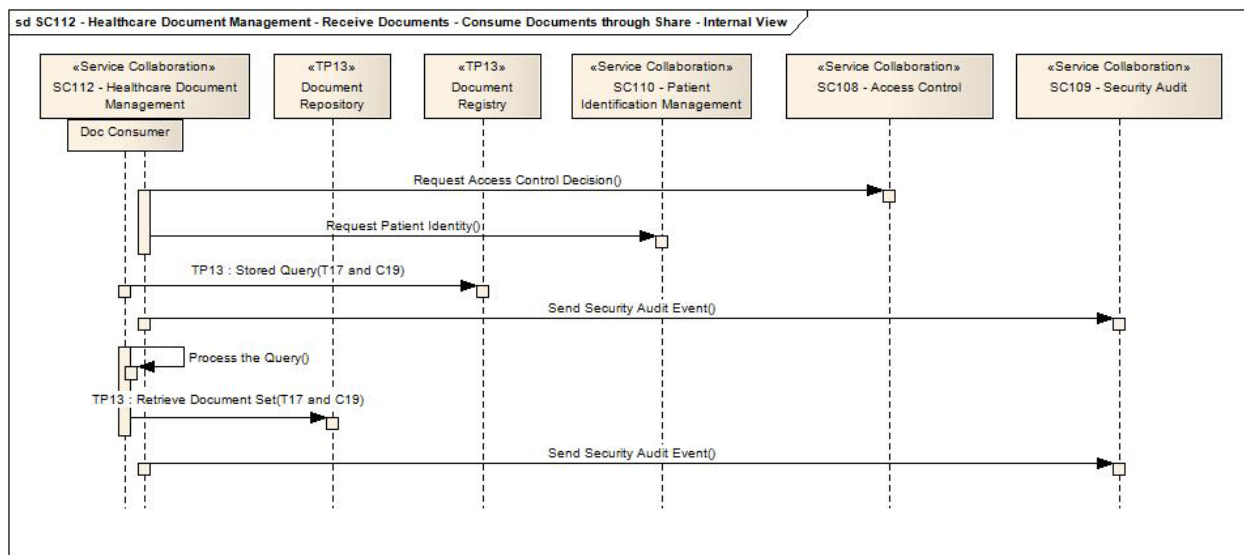 sd SC112 - Healthcare Document Management - Receive Documents - Consume Documents through Share - Internal View
«Service Collaboration»
SC112 - Healthcare Document
Management
Doc Consumer
«TP13»
Document
Repository
«TP13»
Document
Registry
«Service Collaboration»
SC110 - Patient
Identification Management
«Service Collaboration»
SC108 - Access Control
«Service Collaboration»
SC109 - Security Audit
Request Access Control Decision()
Request Patient Identity()
TP13 : Stored Query(T17 and C19)
Send Security Audit Event()
Process the Query()
TP13 : Retrieve Document Set(T17 and C19)
Send Security Audit Event()